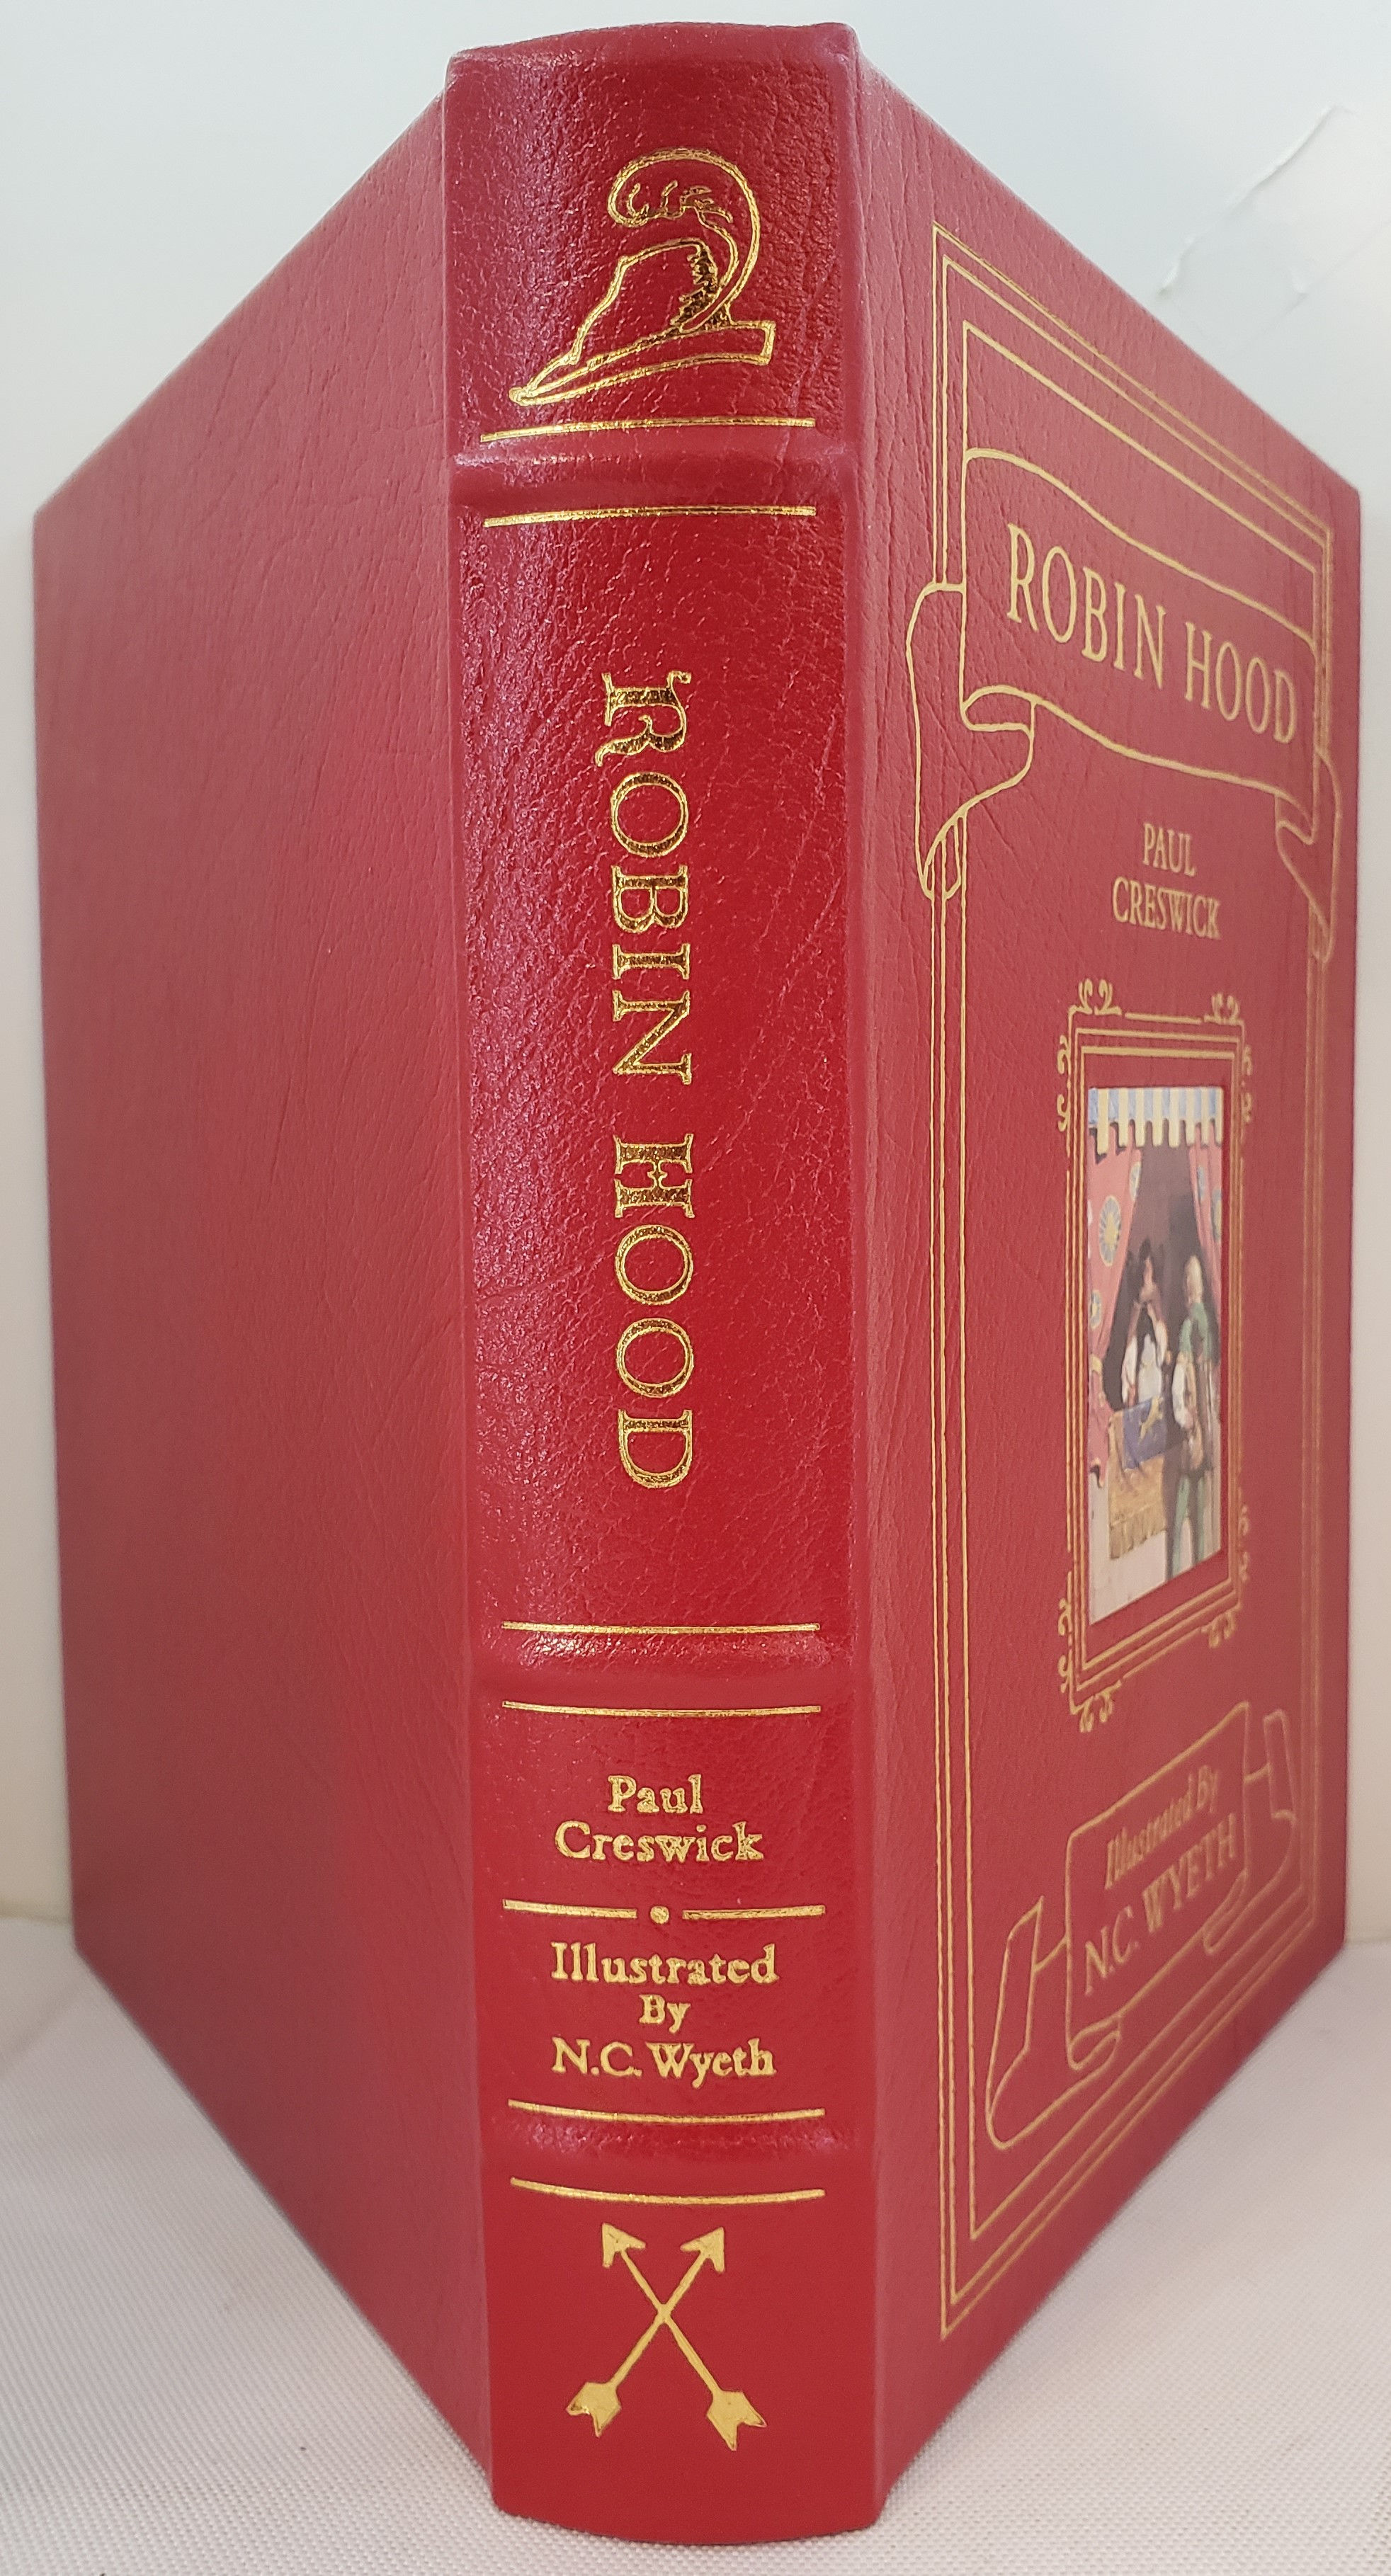 ROBIN HOOD
Paul
Creswick
Illustrated
By
N.C. Wyeth
ROBIN HOOD
PAUL
CRESWICK
Illustrated By
N.C. WYETH